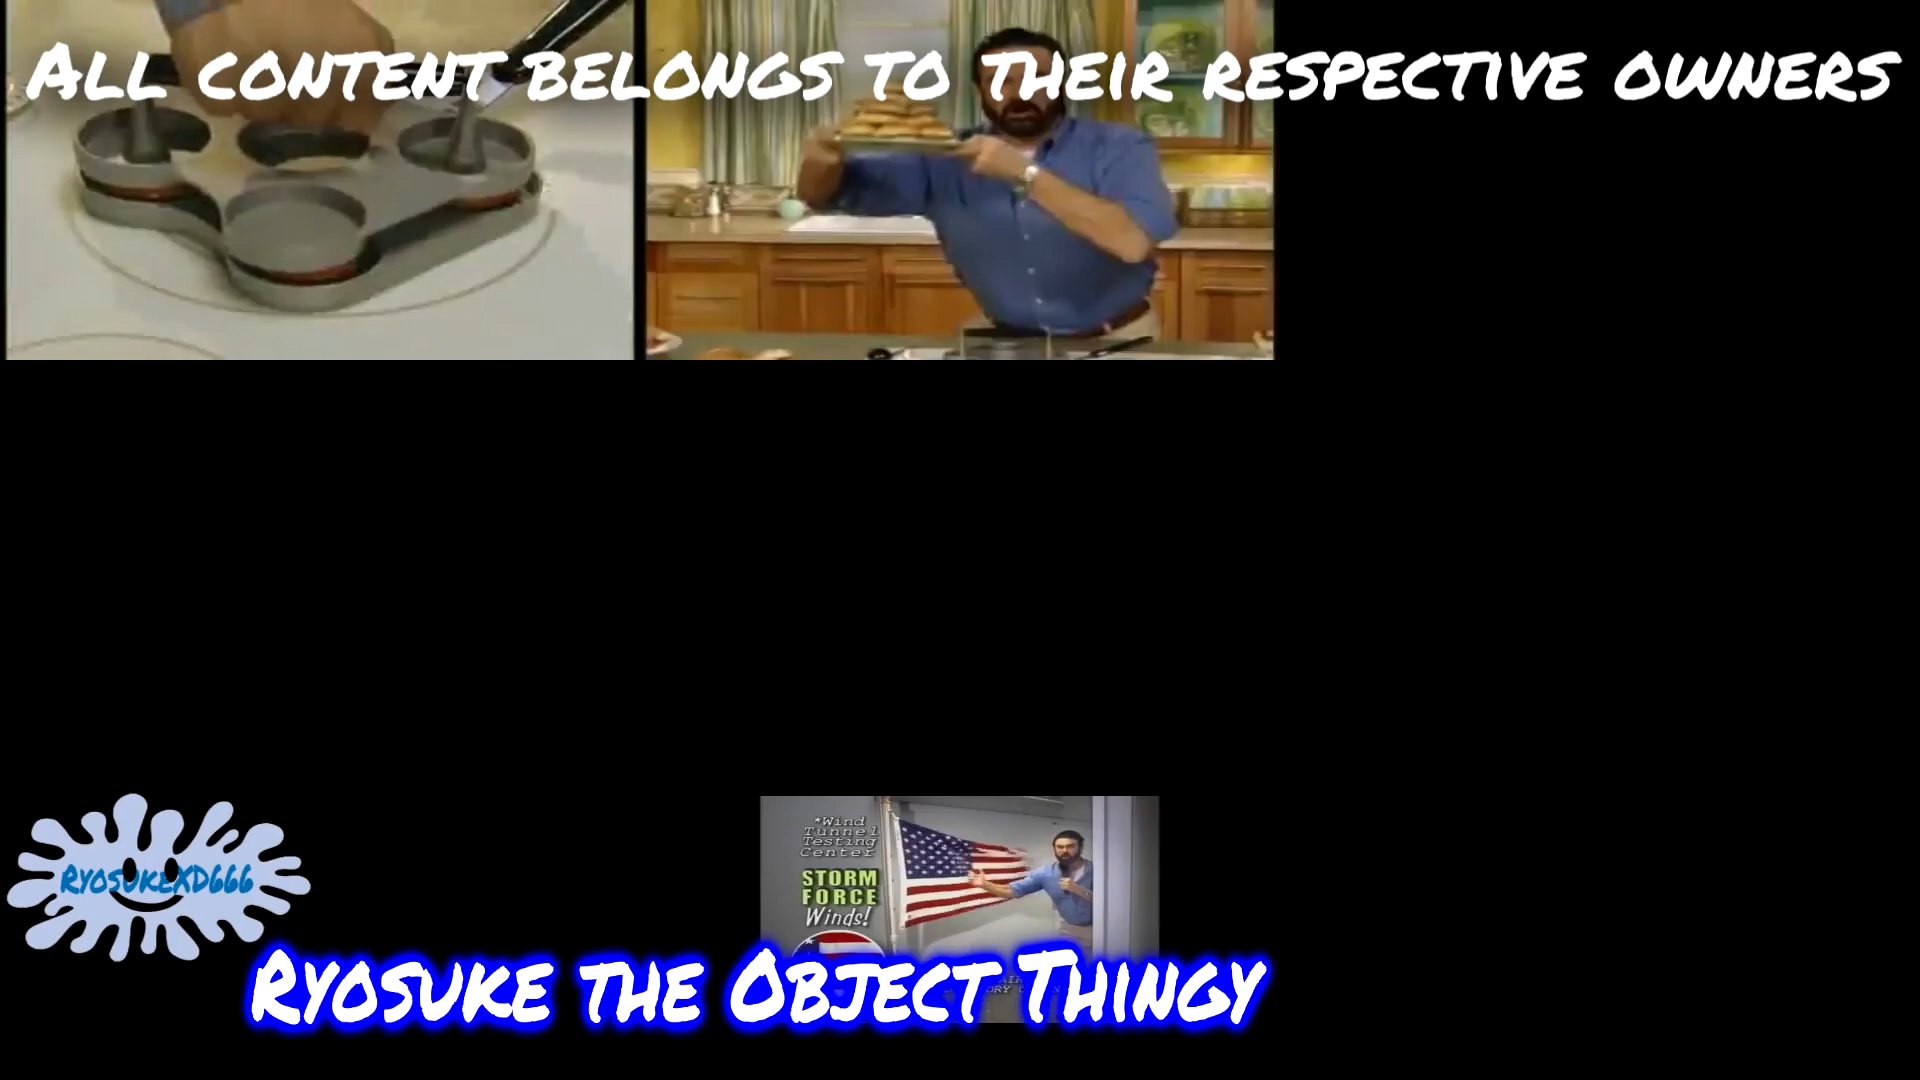 All content belongs to their respective owners
*Wind
Tunnel
Testing
Center
STORM
FORCE
Winds!
RyosukeXD666
Ryosuke the Object Thingy